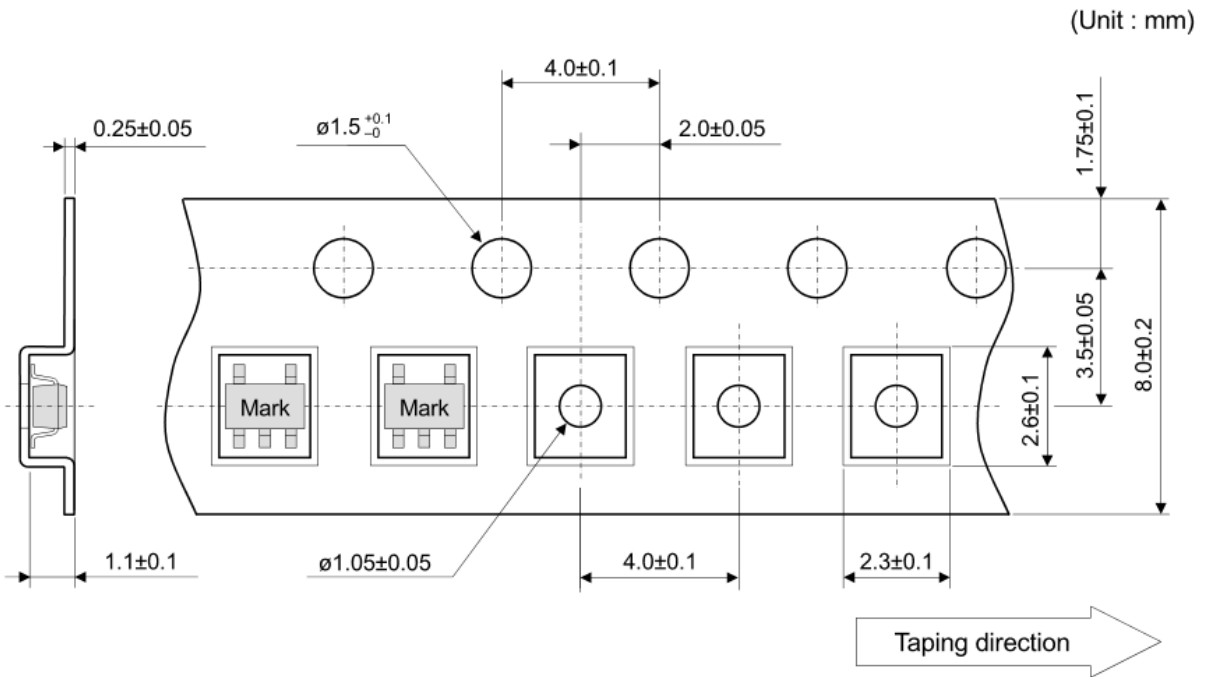 (Unit : mm)
4.0±0.1
0.25±0.05
ø1.5 +0.1 −0
2.0±0.05
1.75±0.1
3.5±0.05
8.0±0.2
2.6±0.1
Mark
Mark
1.1±0.1
ø1.05±0.05
4.0±0.1
2.3±0.1
Taping direction